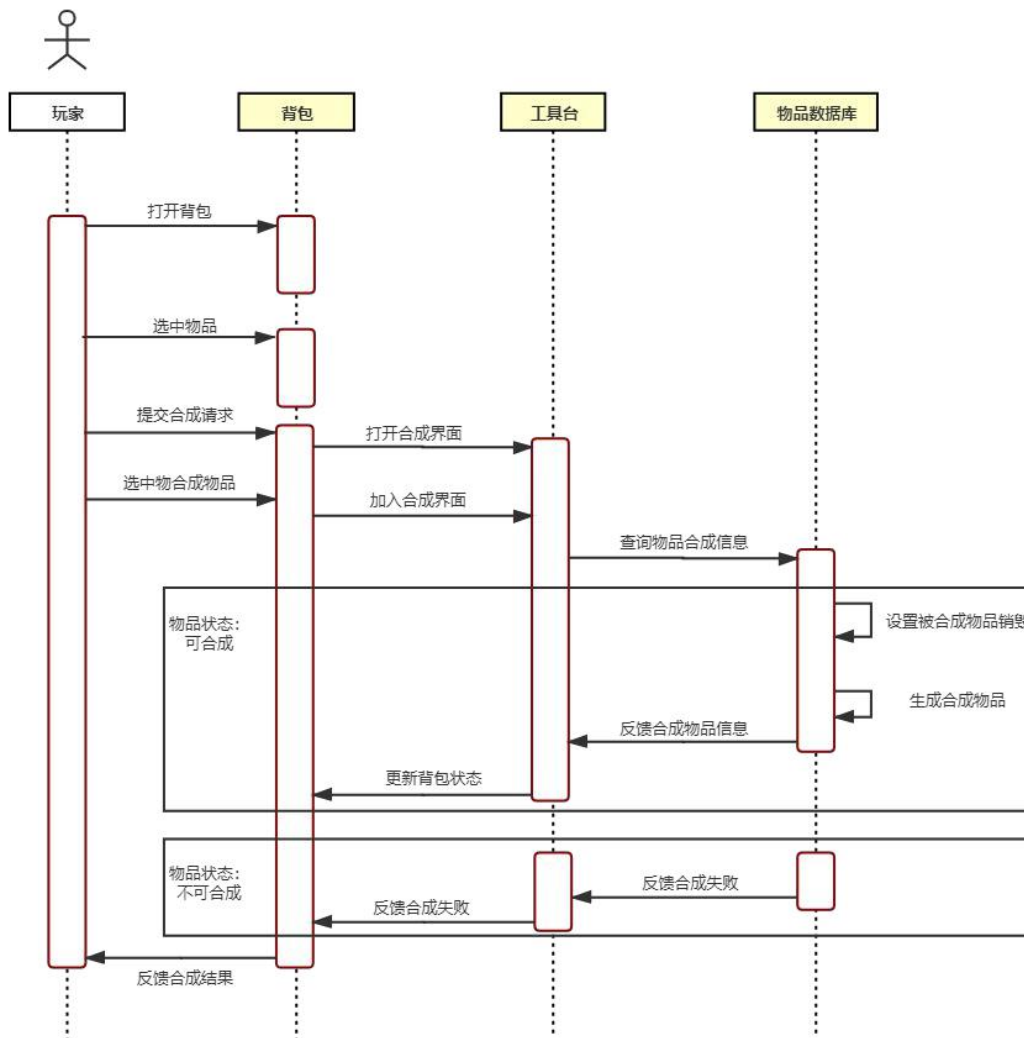 玩家
背包
工具台
物品数据库
打开背包
选中物品
提交合成请求
打开合成界面
选中物合成物品
加入合成界面
查询物品合成信息
物品状态：
可合成
设置被合成物品销毁
生成合成物品
反馈合成物品信息
更新背包状态
物品状态：
不可合成
反馈合成失败
反馈合成失败
反馈合成结果